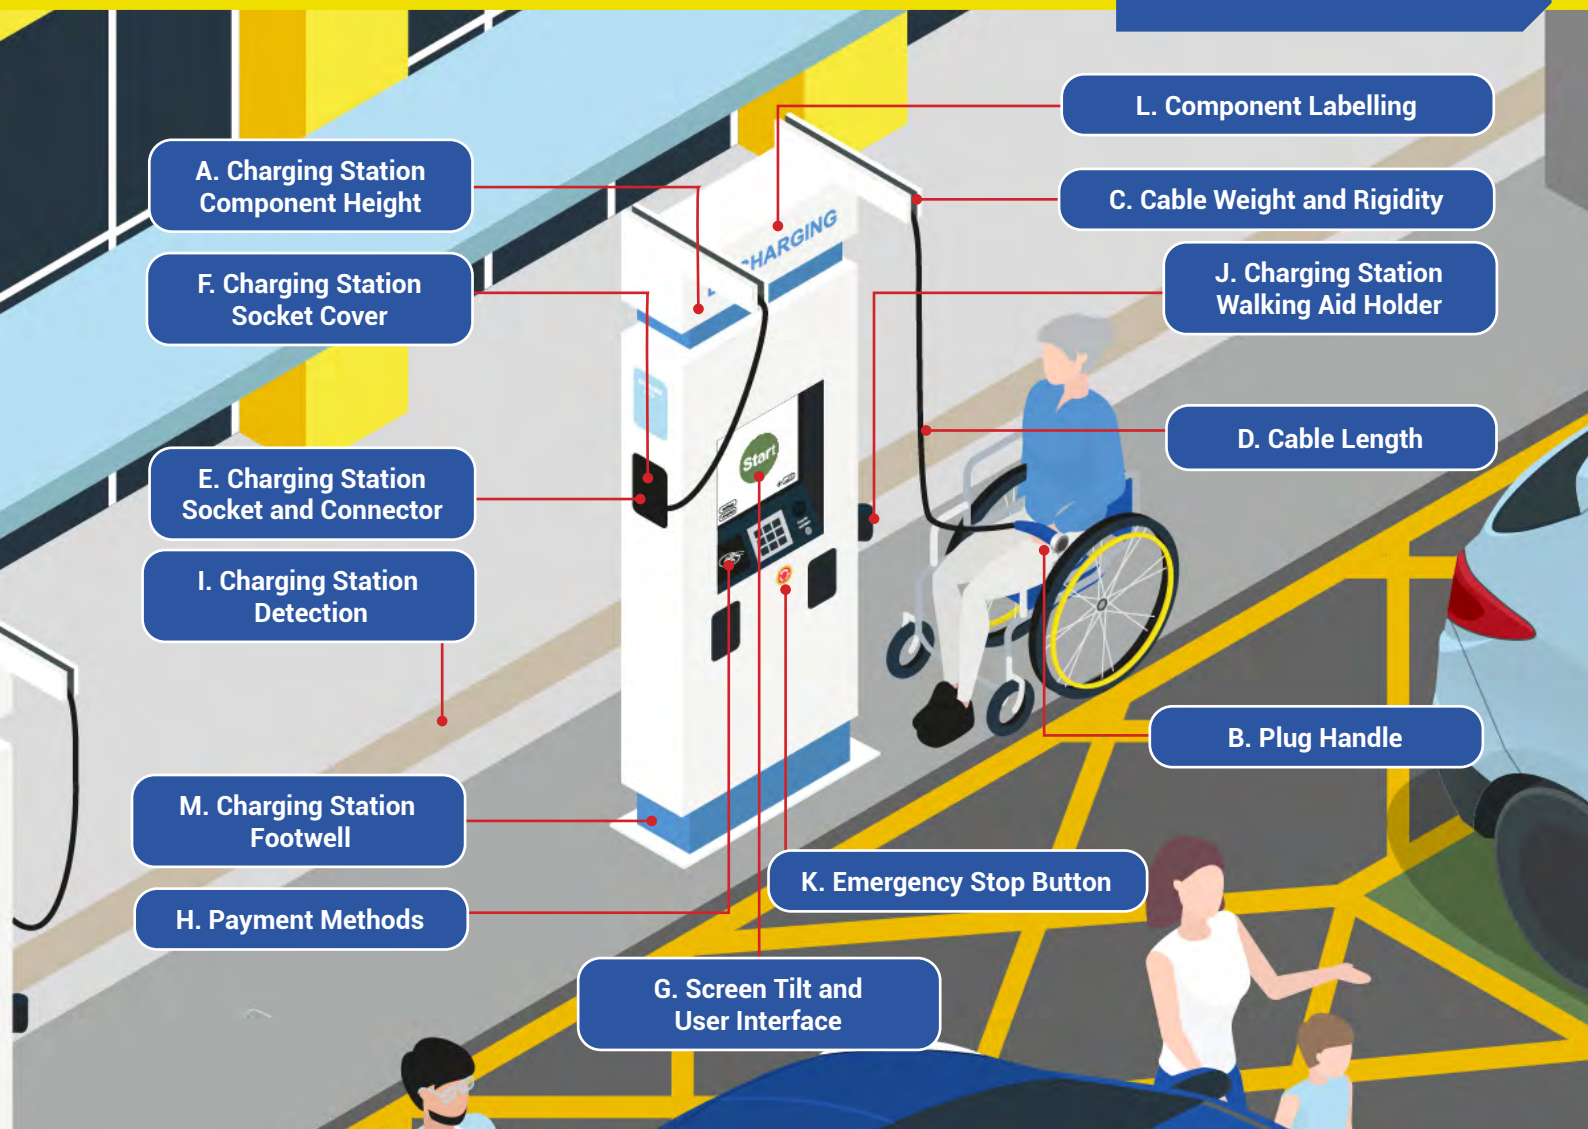 L. Component Labelling
A. Charging Station
Component Height
C. Cable Weight and Rigidity
HARGING
F. Charging Station
Socket Cover
J. Charging Station
Walking Aid Holder
D. Cable Length
Start
E. Charging Station
Socket and Connector
I. Charging Station
Detection
B. Plug Handle
M. Charging Station
Footwell
K. Emergency Stop Button
H. Payment Methods
G. Screen Tilt and
User Interface